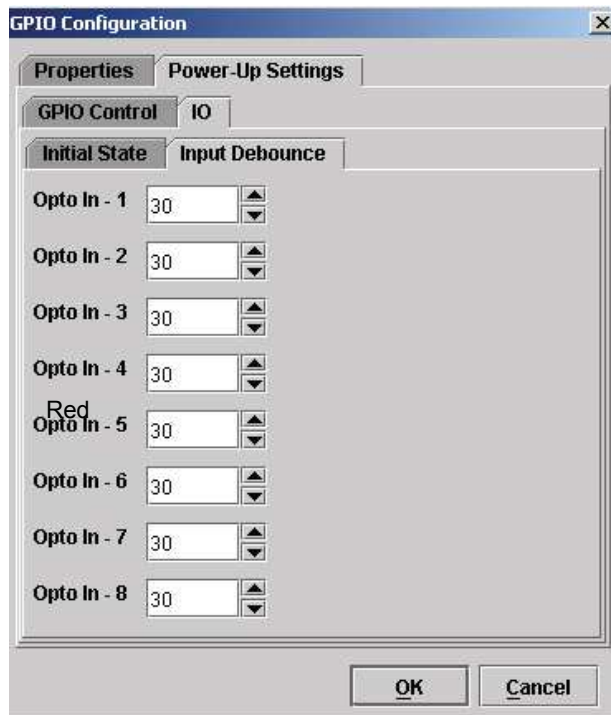 GPIO Configuration
Properties Power-Up Settings
GPIO Control IO
Initial State Input Debounce
Opto In - 1 30
Opto In - 2 30
Opto In - 3 30
Opto In - 4 30
Red
Opto In - 5 30
Opto In - 6 30
Opto In - 7 30
Opto In - 8 30
OK Cancel